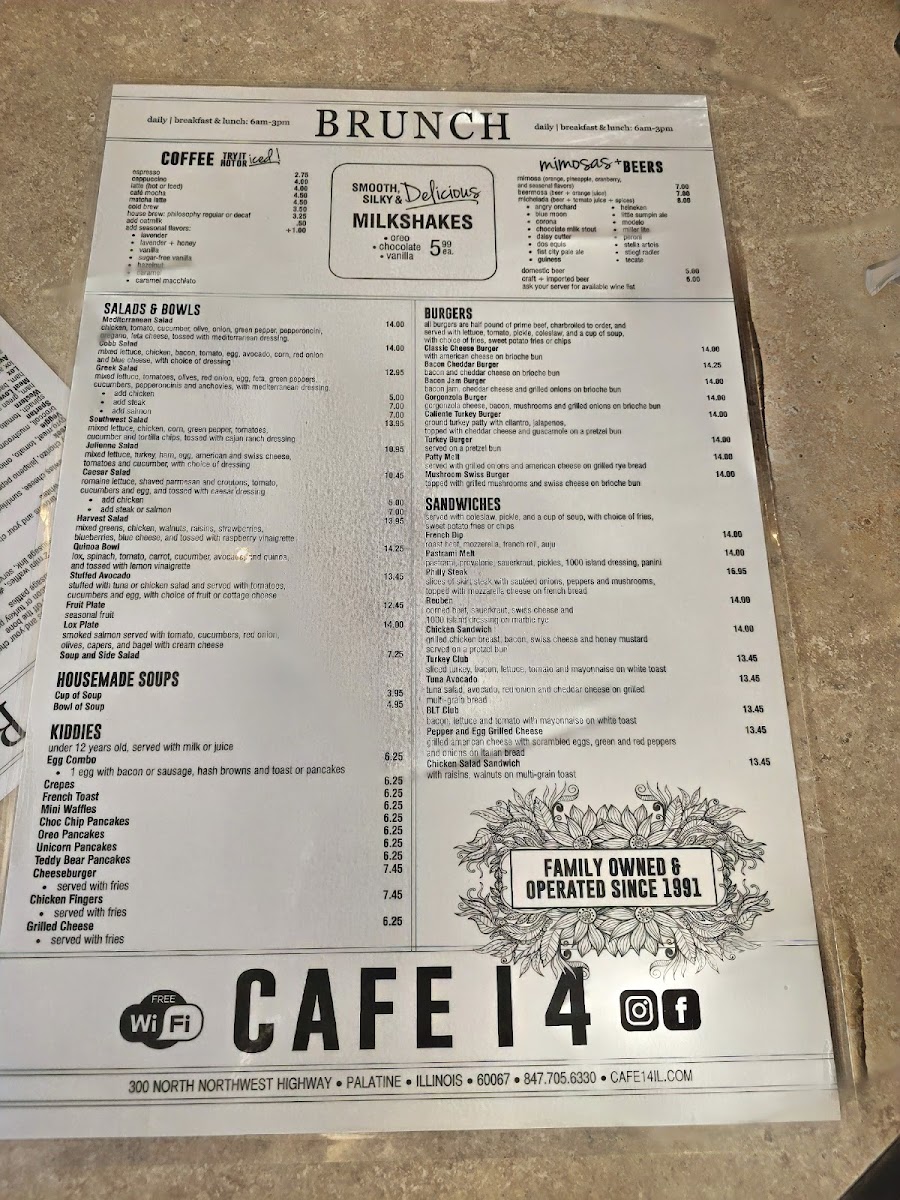 daily | breakfast & lunch: 6am-3pm
BRUNCH
daily | breakfast & lunch: 6am-3pm
COFFEE TRY IT HOT OR iced!
espresso 2.75
cappuccino 4.00
latte (hot or iced) 4.00
café mocha 4.50
matcha latte 4.50
cold brew 3.50
house brew: philosophy regular or decaf 3.25
add oatmilk .50
add seasonal flavors: +1.00
• lavender
• lavender + honey
• vanilla
• sugar-free vanilla
• hazelnut
• caramel
• caramel macchiato
SMOOTH, SILKY & Delicious
MILKSHAKES
• oreo
• chocolate
• vanilla
5.99 ea.
mimosas + BEERS
mimosa (orange, pineapple, cranberry,
and seasonal flavors) 7.00
beermosa (beer + orange juice) 7.00
michelada (beer + tomato juice + spices) 8.00
• angry orchard
• blue moon
• corona
• chocolate milk stout
• daisy cutter
• dos equis
• fist city pale ale
• guiness
• heineken
• little sumpin ale
• modelo
• miller lite
• peroni
• stella artois
• stiegl radler
• tecate
domestic beer 5.00
craft + imported beer 6.00
ask your server for available wine list
SALADS & BOWLS
Mediterranean Salad 14.00
chicken, tomato, cucumber, olive, onion, green pepper, pepperoncini,
oregano, feta cheese, tossed with mediterranean dressing.
Cobb Salad 14.00
mixed lettuce, chicken, bacon, tomato, egg, avocado, corn, red onion
and blue cheese, with choice of dressing
Greek Salad 12.95
mixed lettuce, tomatoes, olives, red onion, egg, feta, green peppers,
cucumbers, pepperoncinis and anchovies, with mediterranean dressing.
• add chicken 5.00
• add steak 7.00
• add salmon 7.00
Southwest Salad 13.95
mixed lettuce, chicken, corn, green pepper, tomatoes,
cucumber and tortilla chips, tossed with cajun ranch dressing
Julienne Salad 10.95
mixed lettuce, turkey, ham, egg, american and swiss cheese,
tomatoes and cucumber, with choice of dressing
Caesar Salad 10.45
romaine lettuce, shaved parmesan and croutons, tomato,
cucumbers and egg, and tossed with caesar dressing
• add chicken 5.00
• add steak or salmon 7.00
Harvest Salad 13.95
mixed greens, chicken, walnuts, raisins, strawberries,
blueberries, blue cheese, and tossed with raspberry vinaigrette
Quinoa Bowl 14.25
lox, spinach, tomato, carrot, cucumber, avocado and quinoa,
and tossed with lemon vinaigrette
Stuffed Avocado 13.45
stuffed with tuna or chicken salad and served with tomatoes,
cucumbers and egg, with choice of fruit or cottage cheese
Fruit Plate 12.45
seasonal fruit
Lox Plate 14.00
smoked salmon served with tomato, cucumbers, red onion,
olives, capers, and bagel with cream cheese
Soup and Side Salad 7.25
HOUSEMADE SOUPS
Cup of Soup 3.95
Bowl of Soup 4.95
KIDDIES
under 12 years old, served with milk or juice
Egg Combo 6.25
• 1 egg with bacon or sausage, hash browns and toast or pancakes
Crepes 6.25
French Toast 6.25
Mini Waffles 6.25
Choc Chip Pancakes 6.25
Oreo Pancakes 6.25
Unicorn Pancakes 6.25
Teddy Bear Pancakes 6.25
Cheeseburger 7.45
• served with fries
Chicken Fingers 7.45
• served with fries
Grilled Cheese 6.25
• served with fries
BURGERS
all burgers are half pound of prime beef, charbroiled to order, and
served with lettuce, tomato, pickle, coleslaw, and a cup of soup,
with choice of fries, sweet potato fries or chips
Classic Cheese Burger 14.00
with american cheese on brioche bun
Bacon Cheddar Burger 14.25
bacon and cheddar cheese on brioche bun
Bacon Jam Burger 14.00
bacon jam, cheddar cheese and grilled onions on brioche bun
Gorgonzola Burger 14.00
gorgonzola cheese, bacon, mushrooms and grilled onions on brioche bun
Caliente Turkey Burger 14.00
ground turkey patty with cilantro, jalapenos,
topped with cheddar cheese and guacamole on a pretzel bun
Turkey Burger 14.00
served on a pretzel bun
Patty Melt 14.00
served with grilled onions and american cheese on grilled rye bread
Mushroom Swiss Burger 14.00
topped with grilled mushrooms and swiss cheese on brioche bun
SANDWICHES
served with coleslaw, pickle, and a cup of soup, with choice of fries,
sweet potato fries or chips
French Dip 14.00
roast beef, mozzarella, french roll, auju
Pastrami Melt 14.00
pastrami, provolone, sauerkraut, pickles, 1000 island dressing, panini
Philly Steak 16.95
slices of skirt steak with sauteed onions, peppers and mushrooms,
topped with mozzarella cheese on french bread
Reuben 14.00
corned beef, sauerkraut, swiss cheese and
1000 island dressing on marble rye
Chicken Sandwich 14.00
grilled chicken breast, bacon, swiss cheese and honey mustard
served on a pretzel bun
Turkey Club 13.45
sliced turkey, bacon, lettuce, tomato and mayonnaise on white toast
Tuna Avocado 13.45
tuna salad, avocado, red onion and cheddar cheese on grilled
multi-grain bread
BLT Club 13.45
bacon, lettuce and tomato with mayonnaise on white toast
Pepper and Egg Grilled Cheese 13.45
grilled american cheese with scrambled eggs, green and red peppers
and onions on Italian bread
Chicken Salad Sandwich 13.45
with raisins, walnuts on multi-grain toast
FAMILY OWNED &
OPERATED SINCE 1991
FREE
Wi Fi
CAFE 14
300 NORTH NORTHWEST HIGHWAY • PALATINE • ILLINOIS • 60067 • 847.705.6330 • CAFE14IL.COM